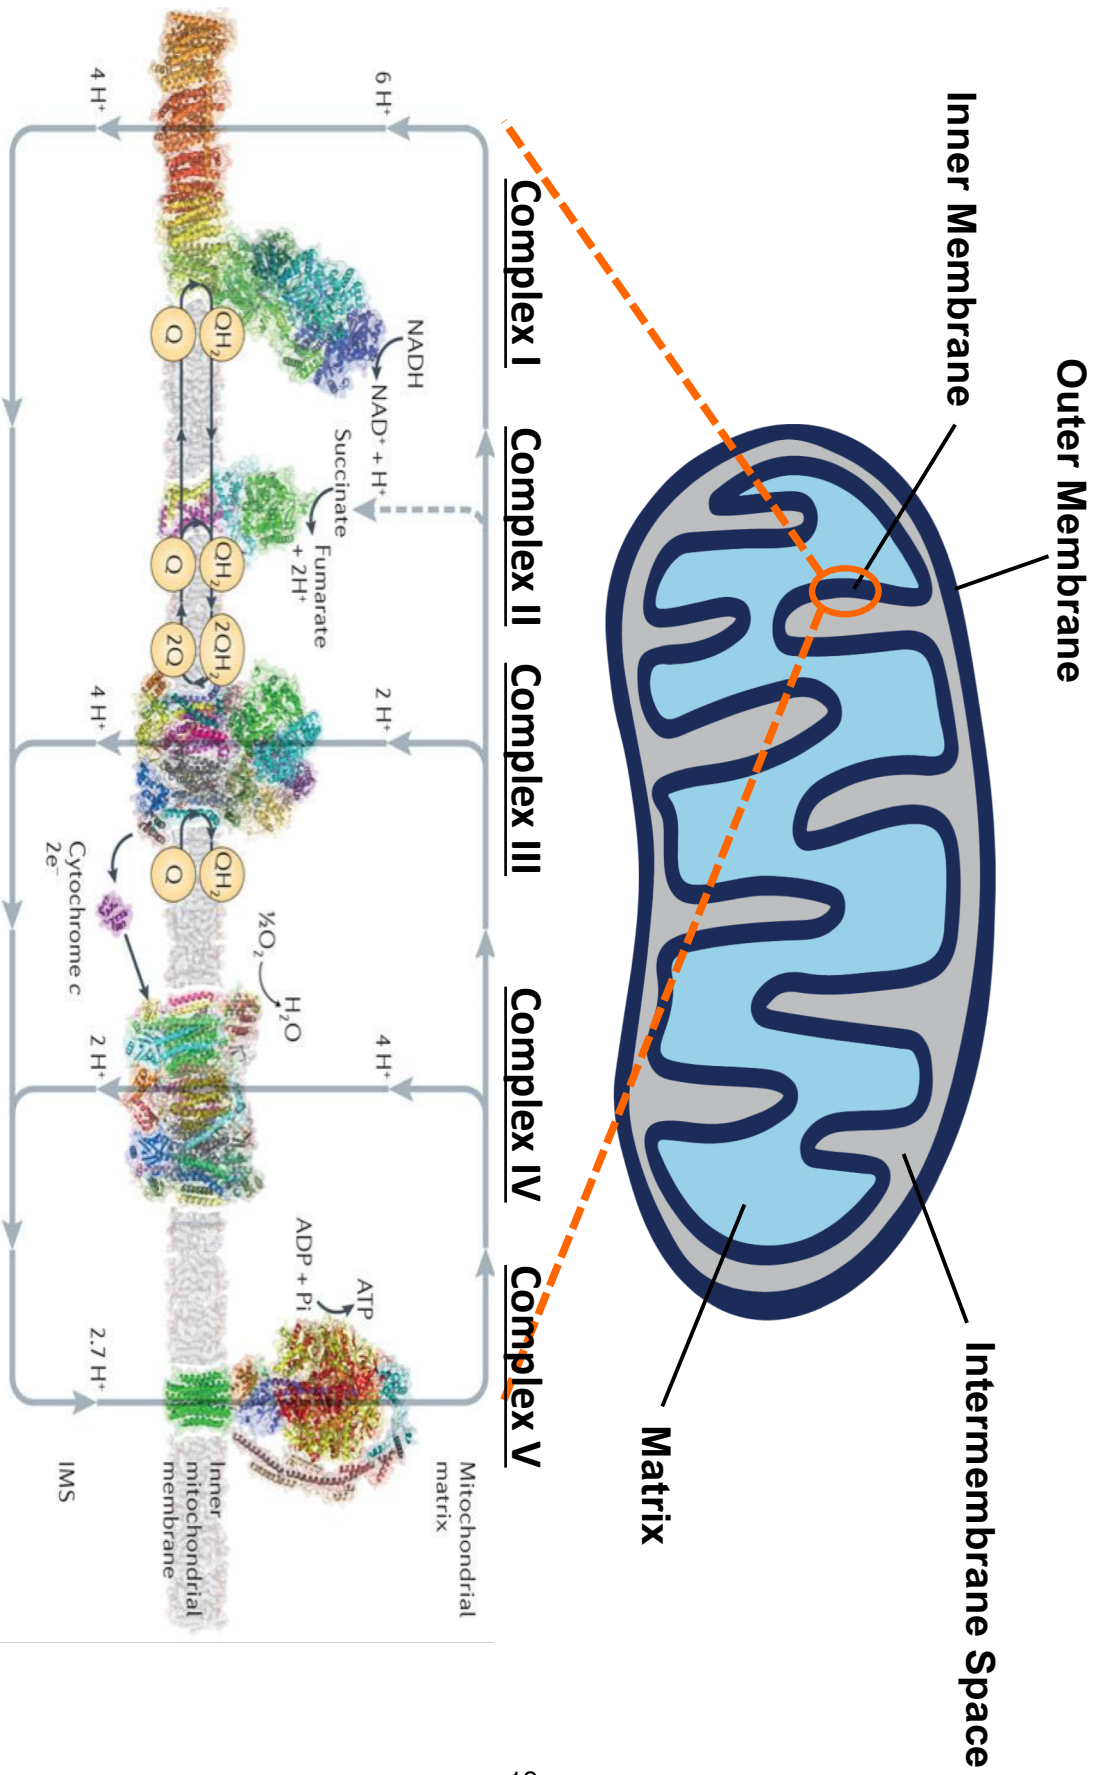 Outer Membrane
Inner Membrane
Intermembrane Space
Matrix
Complex I
Complex II
Complex III
Complex IV
Complex V
6 H⁺
2 H⁺
4 H⁺
Mitochondrial
matrix
NADH
NAD⁺ + H⁺
Succinate
Fumarate
+ 2H⁺
½O₂
H₂O
ADP + Pi
ATP
QH₂
QH₂
2QH₂
QH₂
Q
Q
2Q
Q
Inner
mitochondrial
membrane
4 H⁺
4 H⁺
2 H⁺
2.7 H⁺
Cytochrome c
2e⁻
IMS